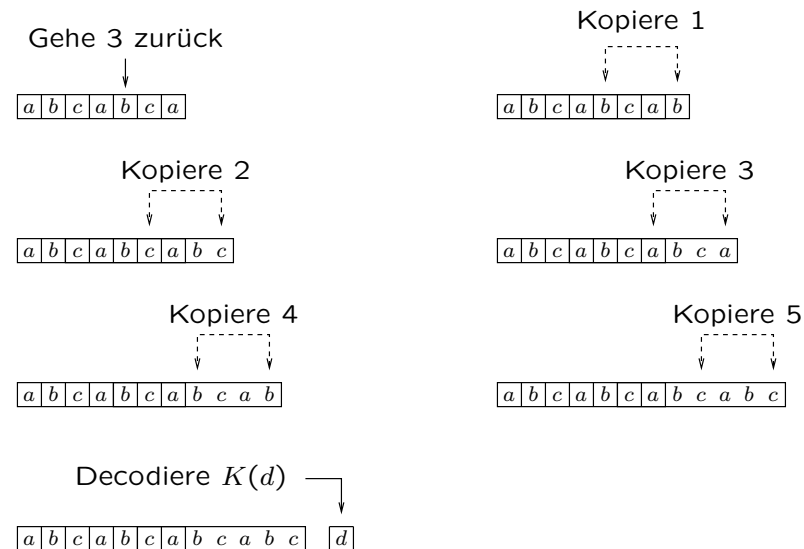 Gehe 3 zurück
a b c a b c a
Kopiere 1
a b c a b c a b
Kopiere 2
a b c a b c a b c
Kopiere 3
a b c a b c a b c a
Kopiere 4
a b c a b c a b c a b
Kopiere 5
a b c a b c a b c a b c
Decodiere K(d)
a b c a b c a b c a b c d